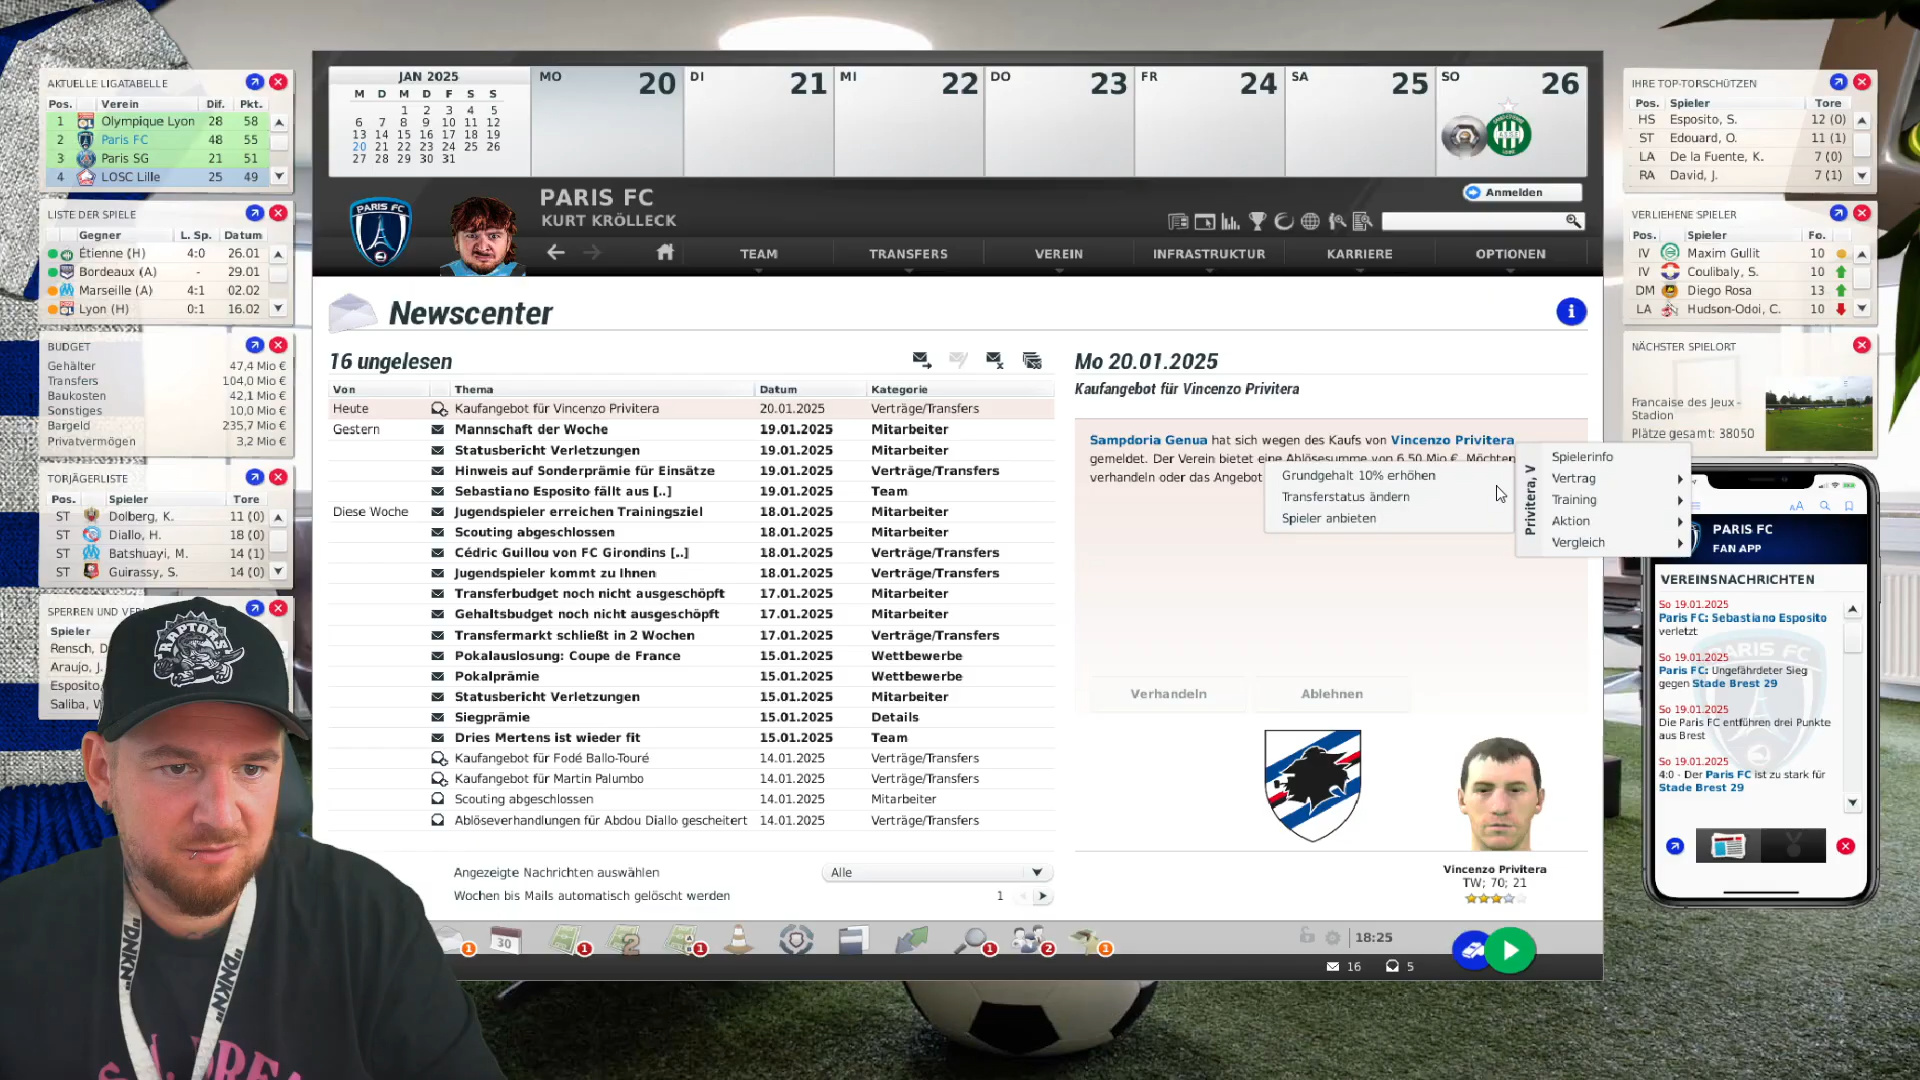 AKTUELLE LIGATABELLE
Pos. Verein Dif. Pkt.
1 Olympique Lyon 28 58
2 Paris FC 48 55
3 Paris SG 21 51
4 LOSC Lille 25 49
LISTE DER SPIELE
Gegner L. Sp. Datum
Étienne (H) 4:0 26.01
Bordeaux (A) - 29.01
Marseille (A) 4:1 02.02
Lyon (H) 0:1 16.02
BUDGET
Gehälter 47,4 Mio €
Transfers 104,0 Mio €
Baukosten 42,1 Mio €
Sonstiges 10,0 Mio €
Bargeld 235,7 Mio €
Privatvermögen 3,2 Mio €
TORJÄGERLISTE
Pos. Spieler Tore
ST Dolberg, K. 11 (0)
ST Diallo, H. 18 (0)
ST Batshuayi, M. 14 (1)
ST Guirassy, S. 14 (0)
SPERREN UND
Spieler
Rensch, D
Araujo, J.
Esposito,
Saliba, W
RAPTORS
"DNKN"
"DNKN"
JAN 2025
M D M D F S S
1 2 3 4 5
6 7 8 9 10 11 12
13 14 15 16 17 18 19
20 21 22 23 24 25 26
27 28 29 30 31
MO 20
DI 21
MI 22
DO 23
FR 24
SA 25
SO 26
PARIS FC
PARIS FC
KURT KRÖLLECK
Anmelden
TEAM TRANSFERS VEREIN INFRASTRUKTUR KARRIERE OPTIONEN
Newscenter
i
16 ungelesen
Von Thema Datum Kategorie
Heute Kaufangebot für Vincenzo Privitera 20.01.2025 Verträge/Transfers
Gestern Mannschaft der Woche 19.01.2025 Mitarbeiter
Statusbericht Verletzungen 19.01.2025 Mitarbeiter
Hinweis auf Sonderprämie für Einsätze 19.01.2025 Verträge/Transfers
Sebastiano Esposito fällt aus [..] 19.01.2025 Team
Diese Woche Jugendspieler erreichen Trainingsziel 18.01.2025 Mitarbeiter
Scouting abgeschlossen 18.01.2025 Mitarbeiter
Cédric Guillou von FC Girondins [..] 18.01.2025 Verträge/Transfers
Jugendspieler kommt zu Ihnen 18.01.2025 Verträge/Transfers
Transferbudget noch nicht ausgeschöpft 17.01.2025 Mitarbeiter
Gehaltsbudget noch nicht ausgeschöpft 17.01.2025 Mitarbeiter
Transfermarkt schließt in 2 Wochen 17.01.2025 Verträge/Transfers
Pokalauslosung: Coupe de France 15.01.2025 Wettbewerbe
Pokalprämie 15.01.2025 Wettbewerbe
Statusbericht Verletzungen 15.01.2025 Mitarbeiter
Siegprämie 15.01.2025 Details
Dries Mertens ist wieder fit 15.01.2025 Team
Kaufangebot für Fodé Ballo-Touré 14.01.2025 Verträge/Transfers
Kaufangebot für Martin Palumbo 14.01.2025 Verträge/Transfers
Scouting abgeschlossen 14.01.2025 Mitarbeiter
Ablöseverhandlungen für Abdou Diallo gescheitert 14.01.2025 Verträge/Transfers
Angezeigte Nachrichten auswählen Alle
Wochen bis Mails automatisch gelöscht werden 1
Mo 20.01.2025
Kaufangebot für Vincenzo Privitera
Sampdoria Genua hat sich wegen des Kaufs von Vincenzo Privitera
gemeldet. Der Verein bietet eine Ablösesumme von 6,50 Mio €. Möchten
verhandeln oder das Angebot
Grundgehalt 10% erhöhen
Transferstatus ändern
Spieler anbieten
Privitera, V
Spielerinfo
Vertrag
Training
Aktion
Vergleich
Verhandeln Ablehnen
Vincenzo Privitera
TW; 70; 21
1 30 1 2 1 1 2 1
18:25
16 5
IHRE TOP-TORSCHÜTZEN
Pos. Spieler Tore
HS Esposito, S. 12 (0)
ST Edouard, O. 11 (1)
LA De la Fuente, K. 7 (0)
RA David, J. 7 (1)
VERLIEHENE SPIELER
Pos. Spieler Fo.
IV Maxim Gullit 10
IV Coulibaly, S. 10
DM Diego Rosa 13
LA Hudson-Odoi, C. 10
NÄCHSTER SPIELORT
Francaise des Jeux -
Stadion
Plätze gesamt: 38050
AA
PARIS FC
FAN APP
VEREINSNACHRICHTEN
So 19.01.2025
Paris FC: Sebastiano Esposito
verletzt
So 19.01.2025
Paris FC: Ungefährdeter Sieg
gegen Stade Brest 29
So 19.01.2025
Die Paris FC entführen drei Punkte
aus Brest
So 19.01.2025
4:0 - Der Paris FC ist zu stark für
Stade Brest 29